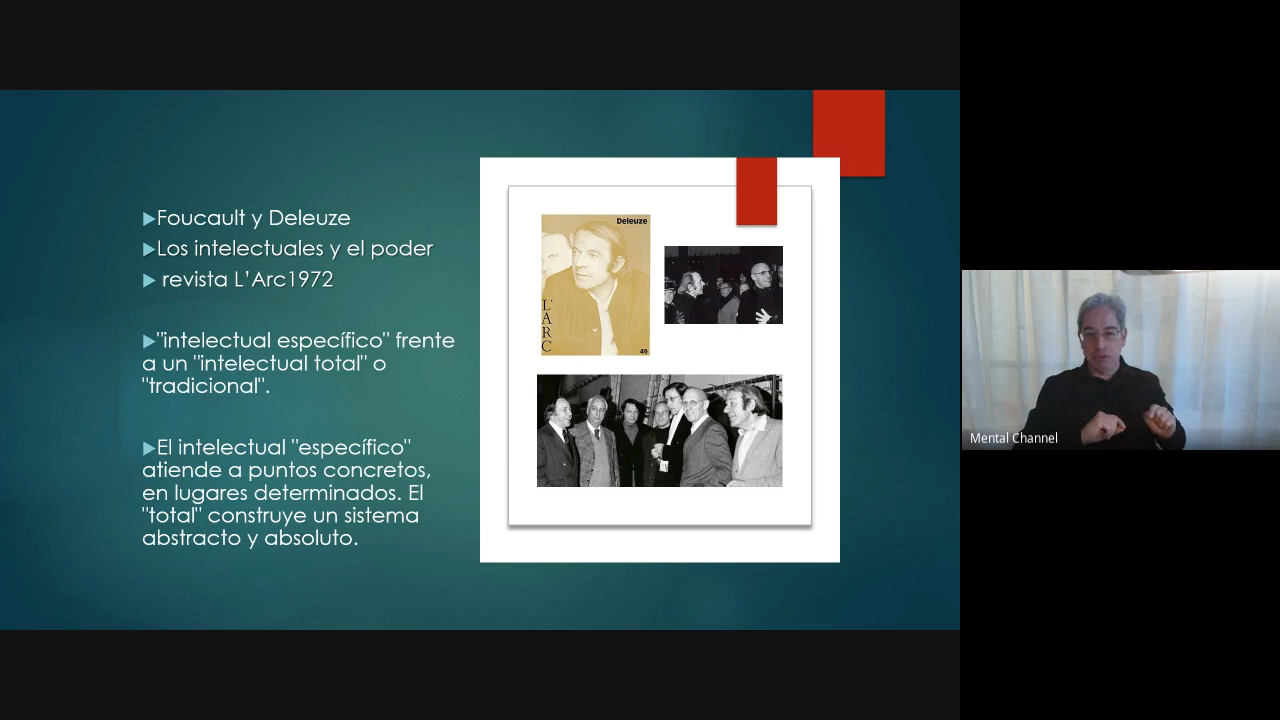 Foucault y Deleuze
Los intelectuales y el poder
revista L'Arc1972
"intelectual específico" frente
a un "intelectual total" o
"tradicional".
El intelectual "específico"
atiende a puntos concretos,
en lugares determinados. El
"total" construye un sistema
abstracto y absoluto.
Deleuze
L'ARC
49
Mental Channel